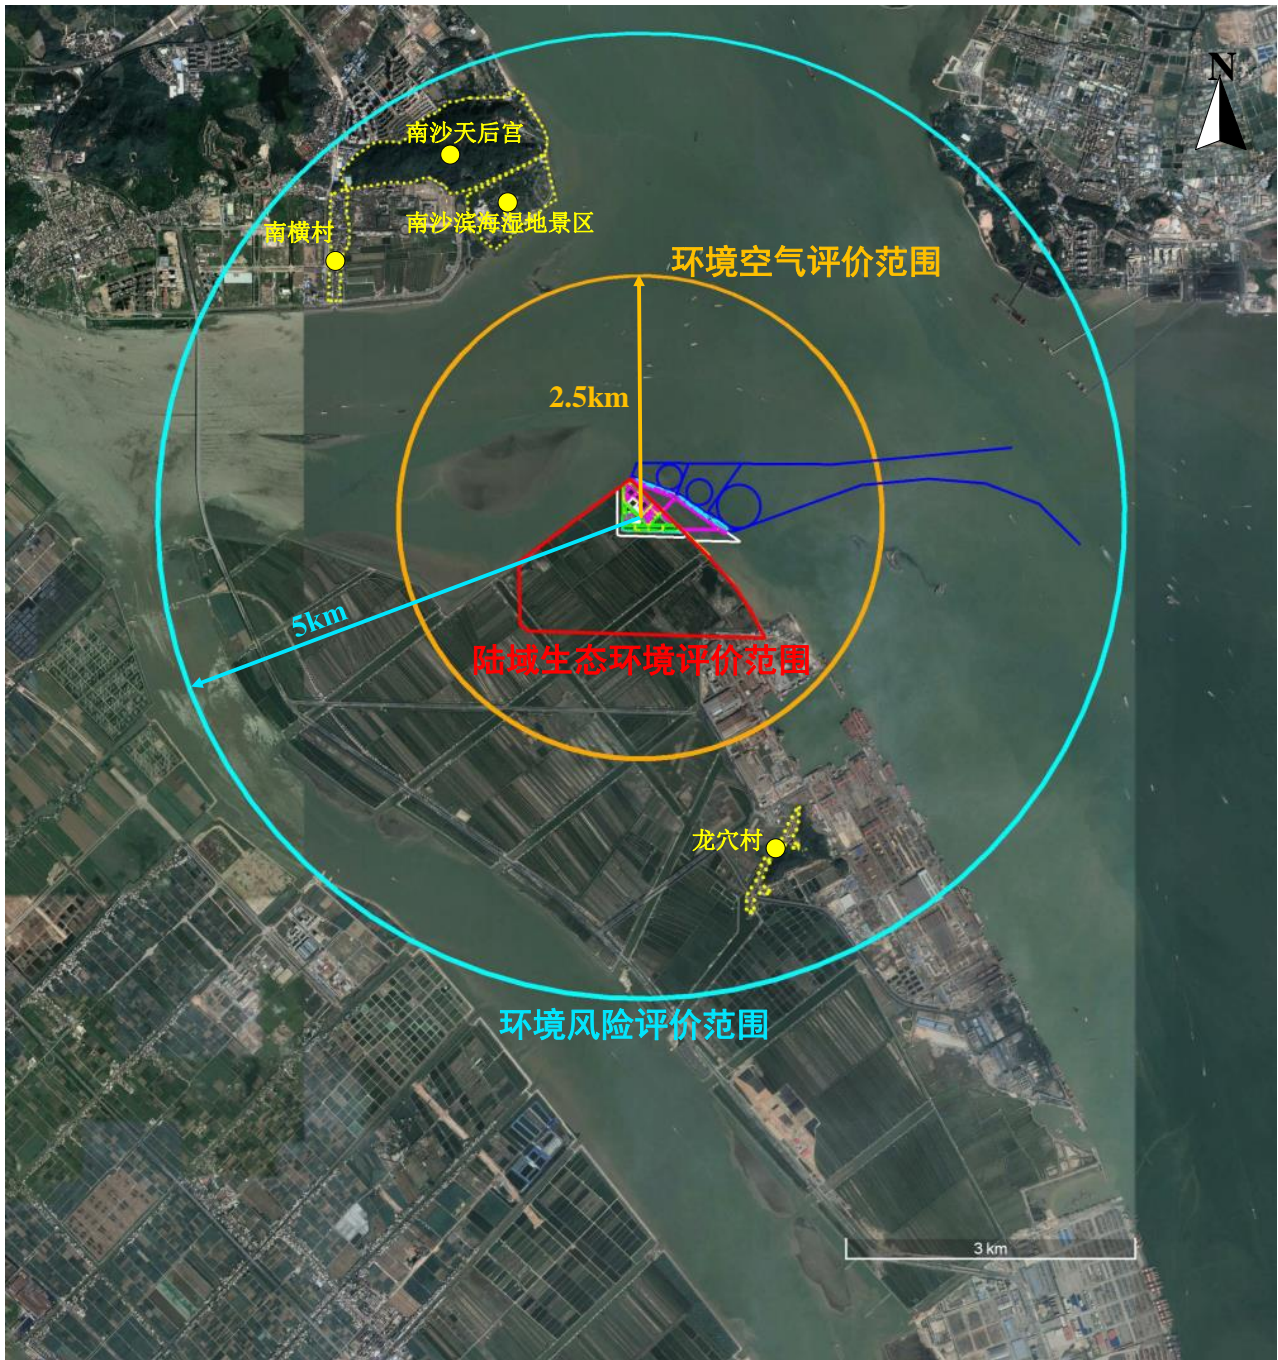 N
南沙天后宫
南沙滨海湿地景区
南横村
环境空气评价范围
2.5km
5km
陆域生态环境评价范围
龙穴村
环境风险评价范围
3 km